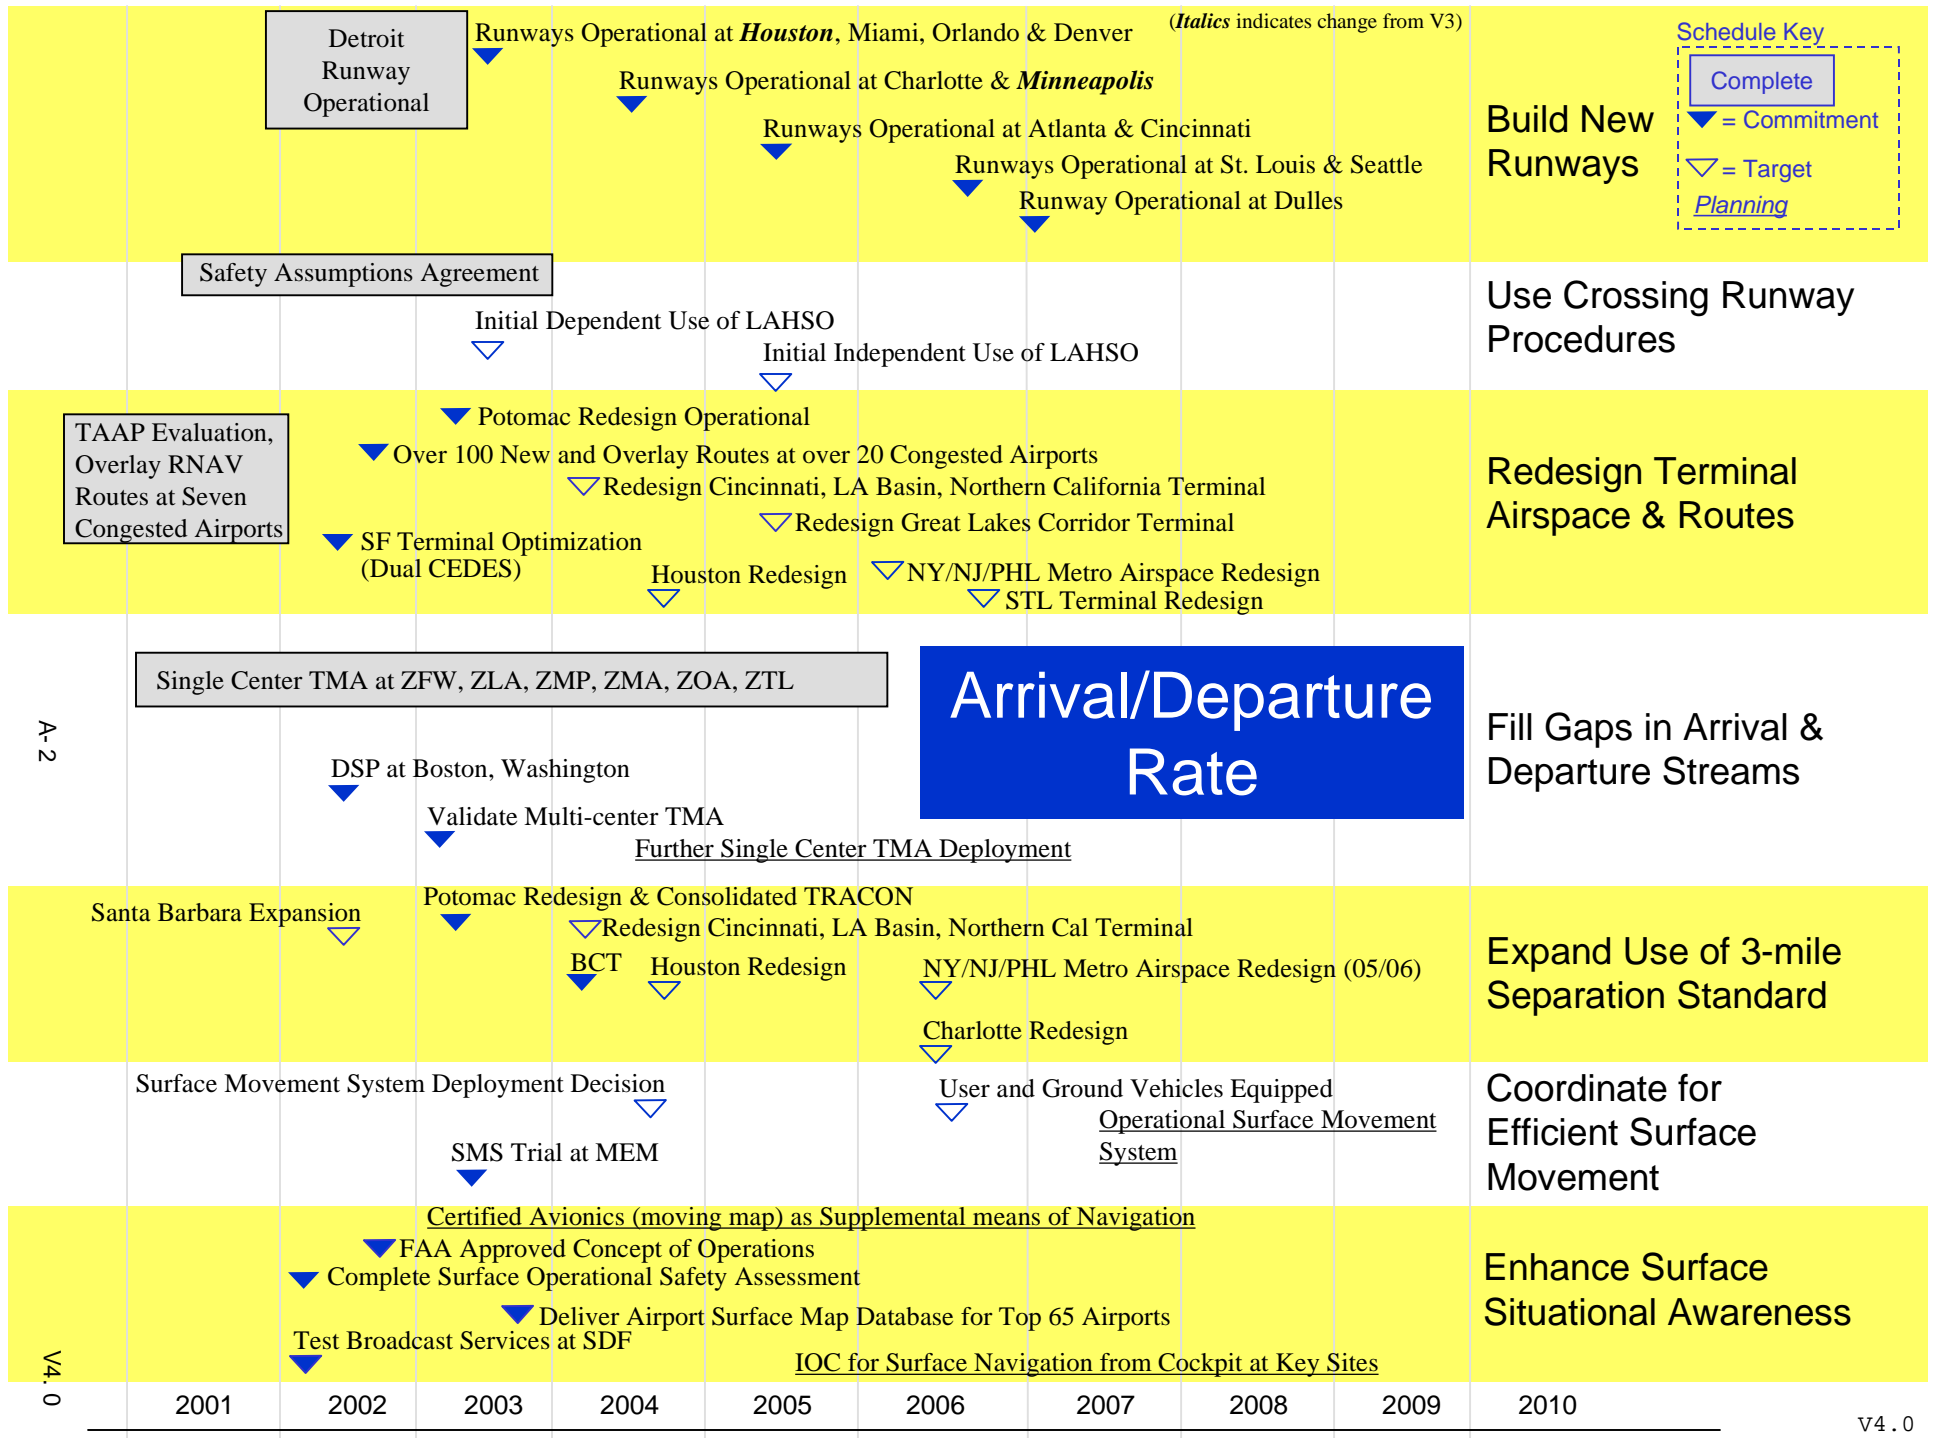 Detroit
Runway
Operational
Runways Operational at Houston, Miami, Orlando & Denver
(Italics indicates change from V3)
Runways Operational at Charlotte & Minneapolis
Runways Operational at Atlanta & Cincinnati
Runways Operational at St. Louis & Seattle
Runway Operational at Dulles
Build New
Runways
Schedule Key
Complete
= Commitment
= Target
Planning
Safety Assumptions Agreement
Initial Dependent Use of LAHSO
Initial Independent Use of LAHSO
Use Crossing Runway
Procedures
TAAP Evaluation,
Overlay RNAV
Routes at Seven
Congested Airports
Potomac Redesign Operational
Over 100 New and Overlay Routes at over 20 Congested Airports
Redesign Cincinnati, LA Basin, Northern California Terminal
Redesign Great Lakes Corridor Terminal
SF Terminal Optimization
(Dual CEDES)
Houston Redesign
NY/NJ/PHL Metro Airspace Redesign
STL Terminal Redesign
Redesign Terminal
Airspace & Routes
Single Center TMA at ZFW, ZLA, ZMP, ZMA, ZOA, ZTL
Arrival/Departure
Rate
DSP at Boston, Washington
Validate Multi-center TMA
Further Single Center TMA Deployment
Fill Gaps in Arrival &
Departure Streams
A- 2
Potomac Redesign & Consolidated TRACON
Santa Barbara Expansion
Redesign Cincinnati, LA Basin, Northern Cal Terminal
BCT
Houston Redesign
NY/NJ/PHL Metro Airspace Redesign (05/06)
Charlotte Redesign
Expand Use of 3-mile
Separation Standard
Surface Movement System Deployment Decision
User and Ground Vehicles Equipped
Operational Surface Movement
System
SMS Trial at MEM
Coordinate for
Efficient Surface
Movement
Certified Avionics (moving map) as Supplemental means of Navigation
FAA Approved Concept of Operations
Complete Surface Operational Safety Assessment
Deliver Airport Surface Map Database for Top 65 Airports
Test Broadcast Services at SDF
IOC for Surface Navigation from Cockpit at Key Sites
Enhance Surface
Situational Awareness
V4. 0
2001 2002 2003 2004 2005 2006 2007 2008 2009 2010
V4.0